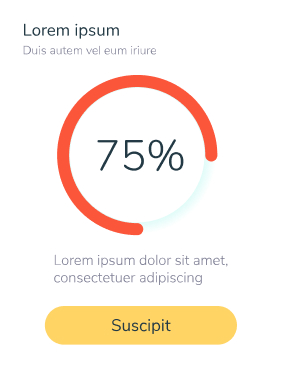 Lorem ipsum
Duis autem vel eum iriure
75%
Lorem ipsum dolor sit amet,
consectetuer adipiscing
Suscipit